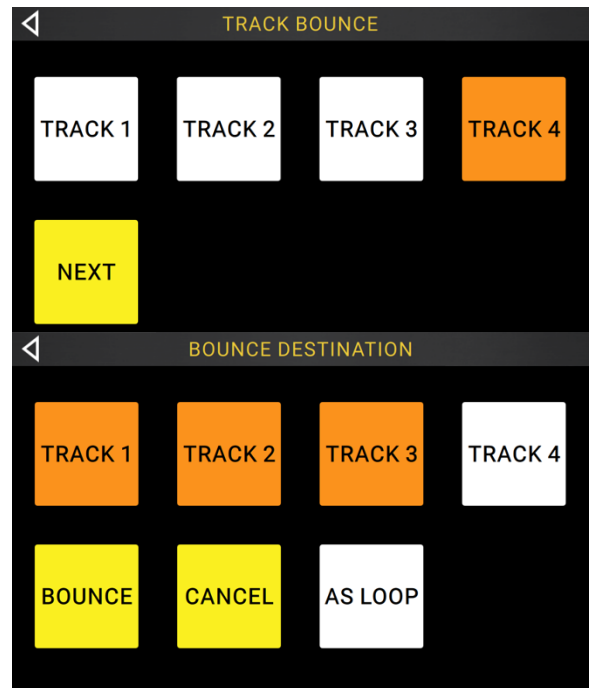 TRACK BOUNCE
TRACK 1 TRACK 2 TRACK 3 TRACK 4
NEXT
BOUNCE DESTINATION
TRACK 1 TRACK 2 TRACK 3 TRACK 4
BOUNCE CANCEL AS LOOP